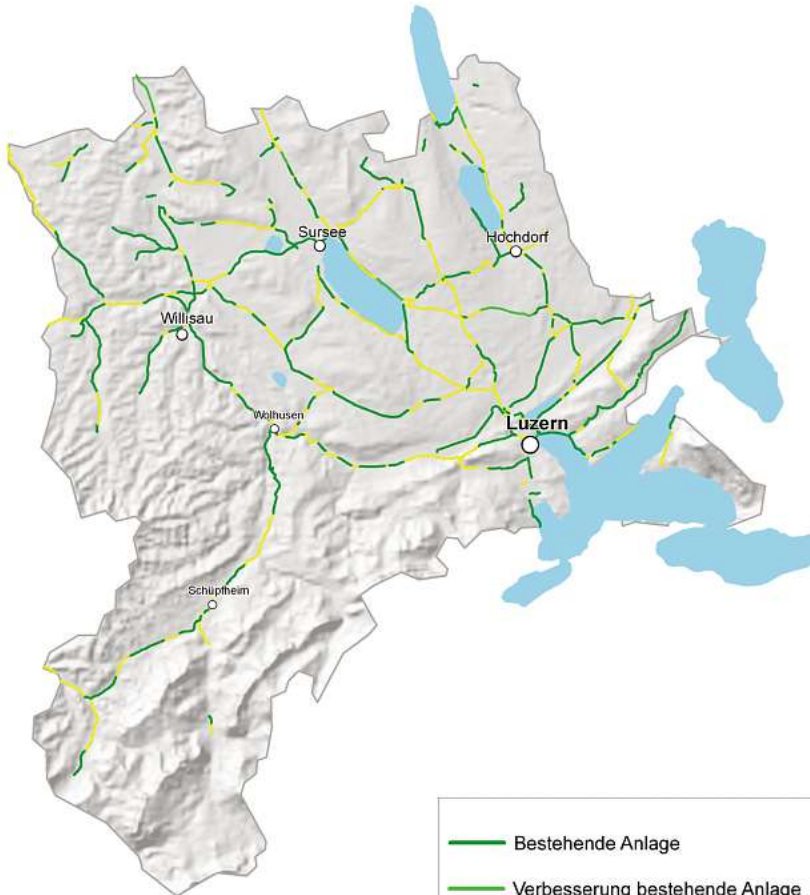 Sursee
Hochdorf
Willisau
Wolhusen
Luzern
Schüpfheim
Bestehende Anlage
Verbesserung bestehende Anlage